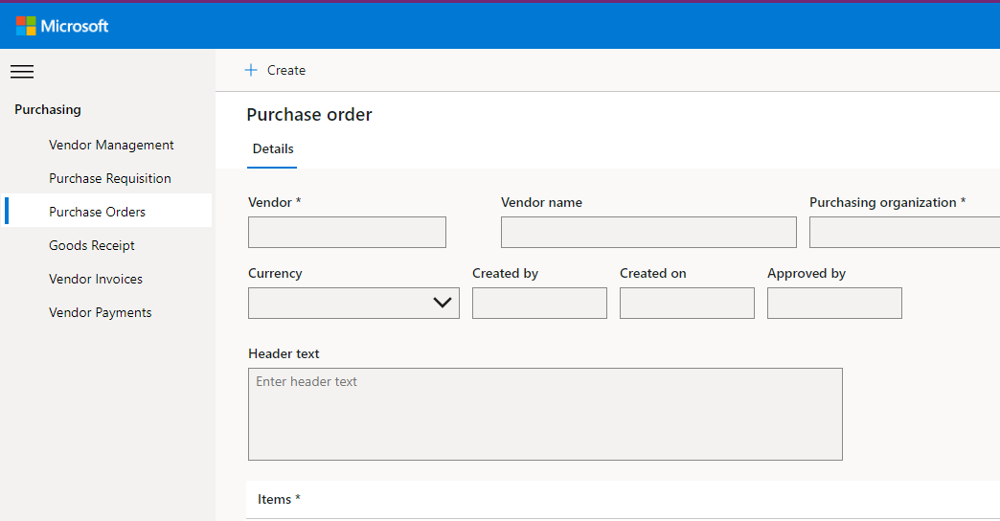 Microsoft
Create
Purchasing
Vendor Management
Purchase Requisition
Purchase Orders
Goods Receipt
Vendor Invoices
Vendor Payments
Purchase order
Details
Vendor * Vendor name Purchasing organization *
Currency Created by Created on Approved by
Header text
Enter header text
Items *